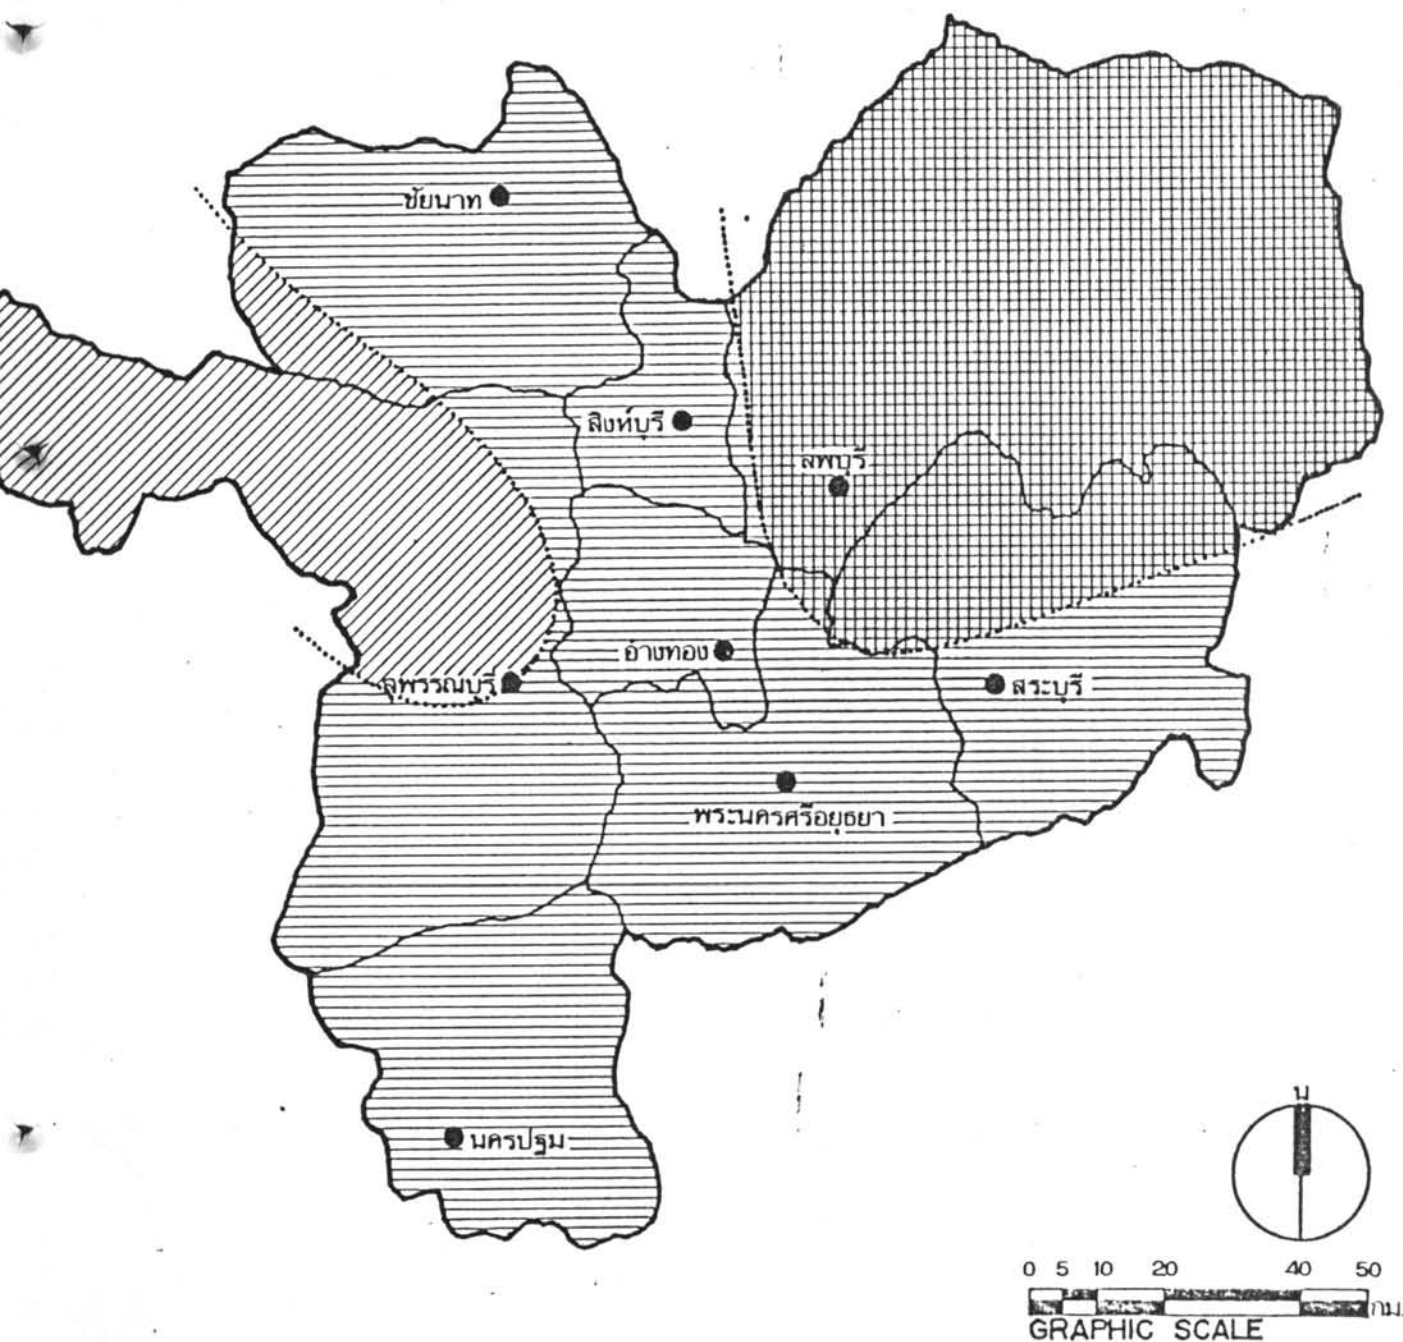 ชัยนาท
สิงห์บุรี
ลพบุรี
อ่างทอง
สุพรรณบุรี
สระบุรี
พระนครศรีอยุธยา
นครปฐม
น
0 5 10 20 40 50
กม.
GRAPHIC SCALE